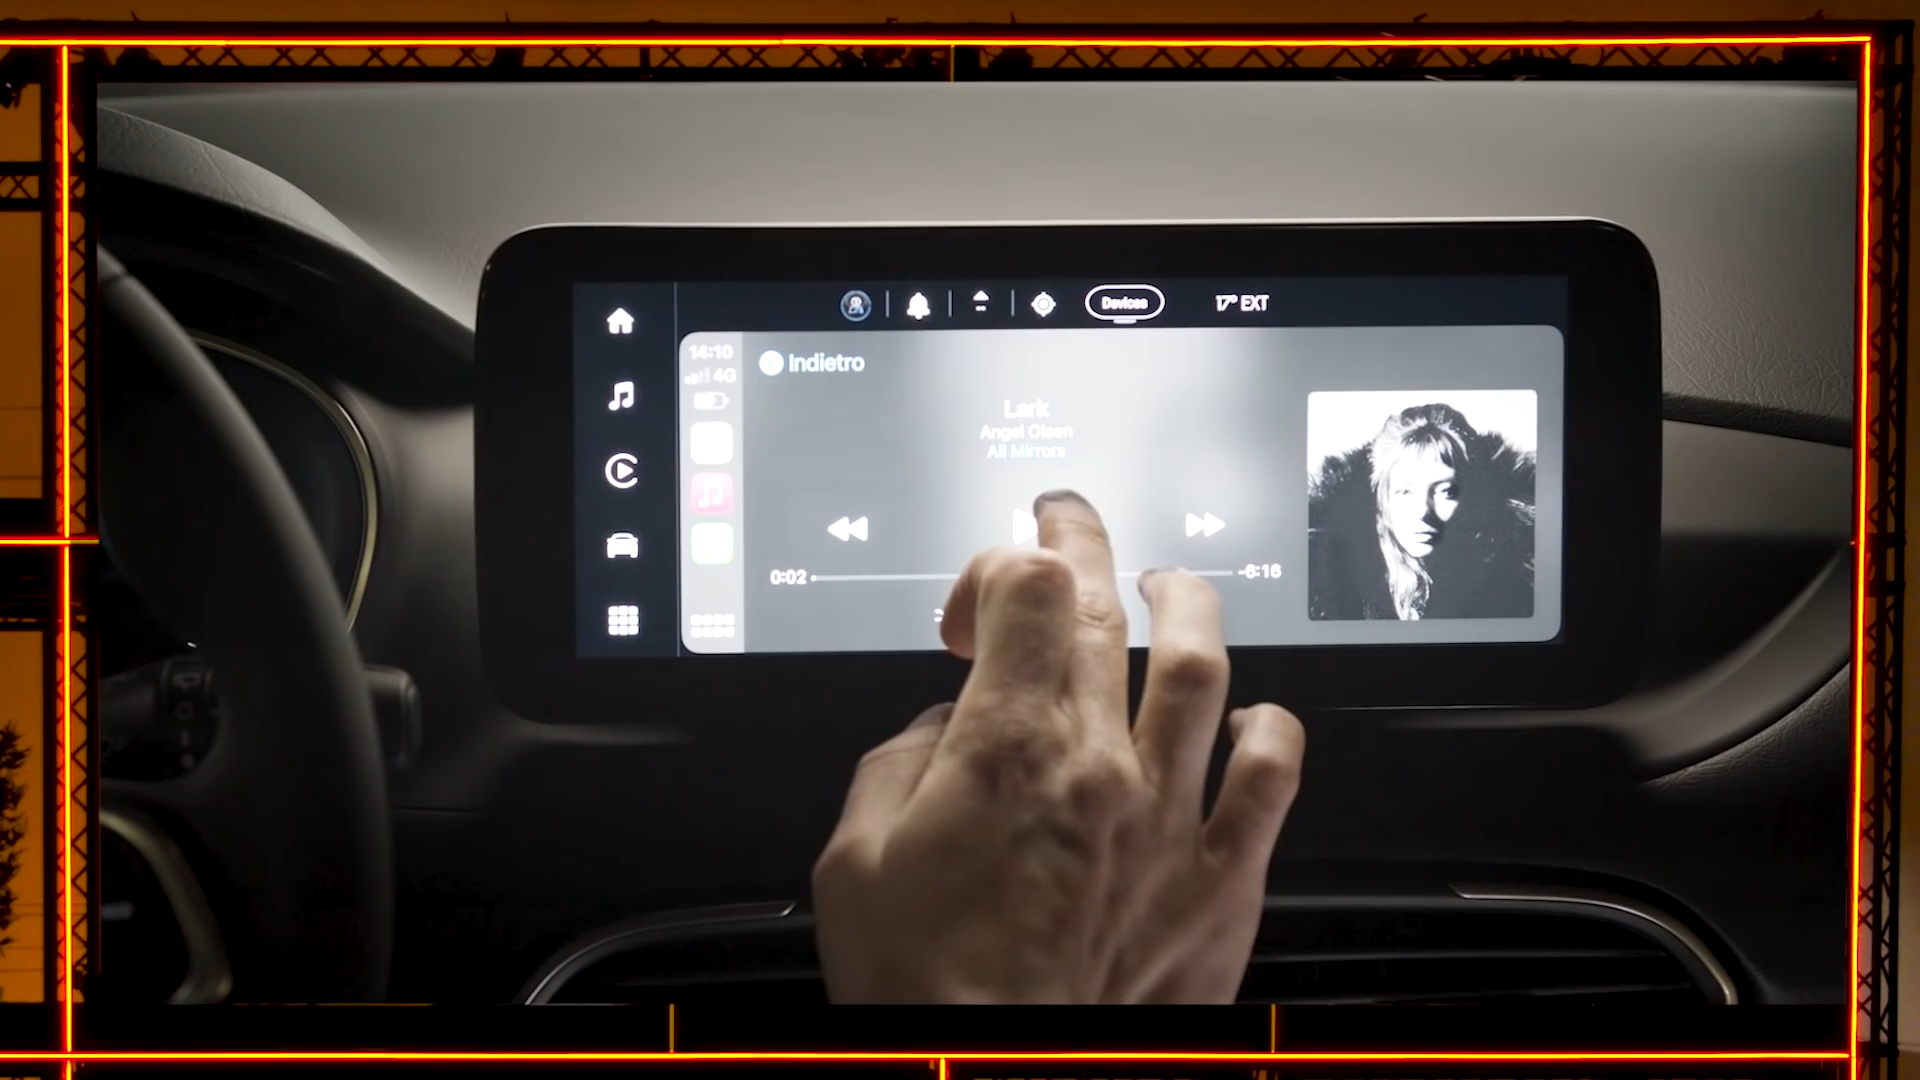 Devices
17° EXT
14:10
4G
Indietro
Lark
Angel Olsen
All Mirrors
0:02
-6:16